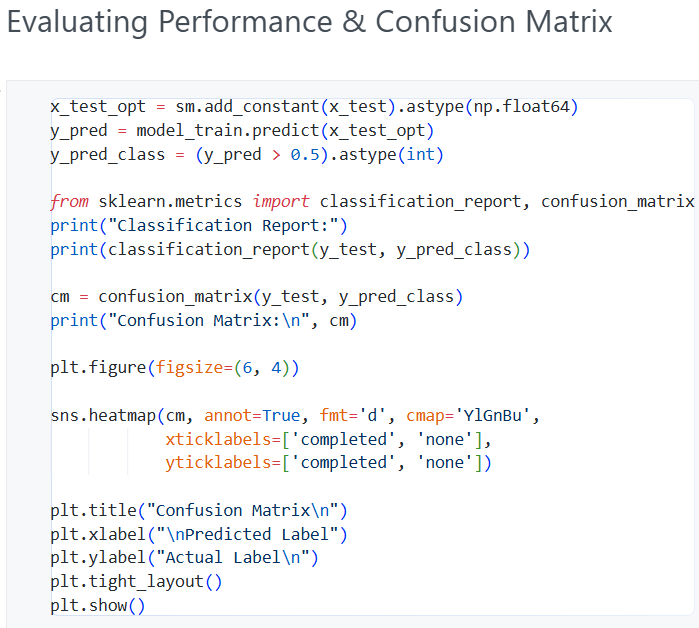 Evaluating Performance & Confusion Matrix
x_test_opt = sm.add_constant(x_test).astype(np.float64)
y_pred = model_train.predict(x_test_opt)
y_pred_class = (y_pred > 0.5).astype(int)
from sklearn.metrics import classification_report, confusion_matrix
print("Classification Report:")
print(classification_report(y_test, y_pred_class))
cm = confusion_matrix(y_test, y_pred_class)
print("Confusion Matrix:\n", cm)
plt.figure(figsize=(6, 4))
sns.heatmap(cm, annot=True, fmt='d', cmap='YlGnBu',
            xticklabels=['completed', 'none'],
            yticklabels=['completed', 'none'])
plt.title("Confusion Matrix\n")
plt.xlabel("\nPredicted Label")
plt.ylabel("Actual Label\n")
plt.tight_layout()
plt.show()